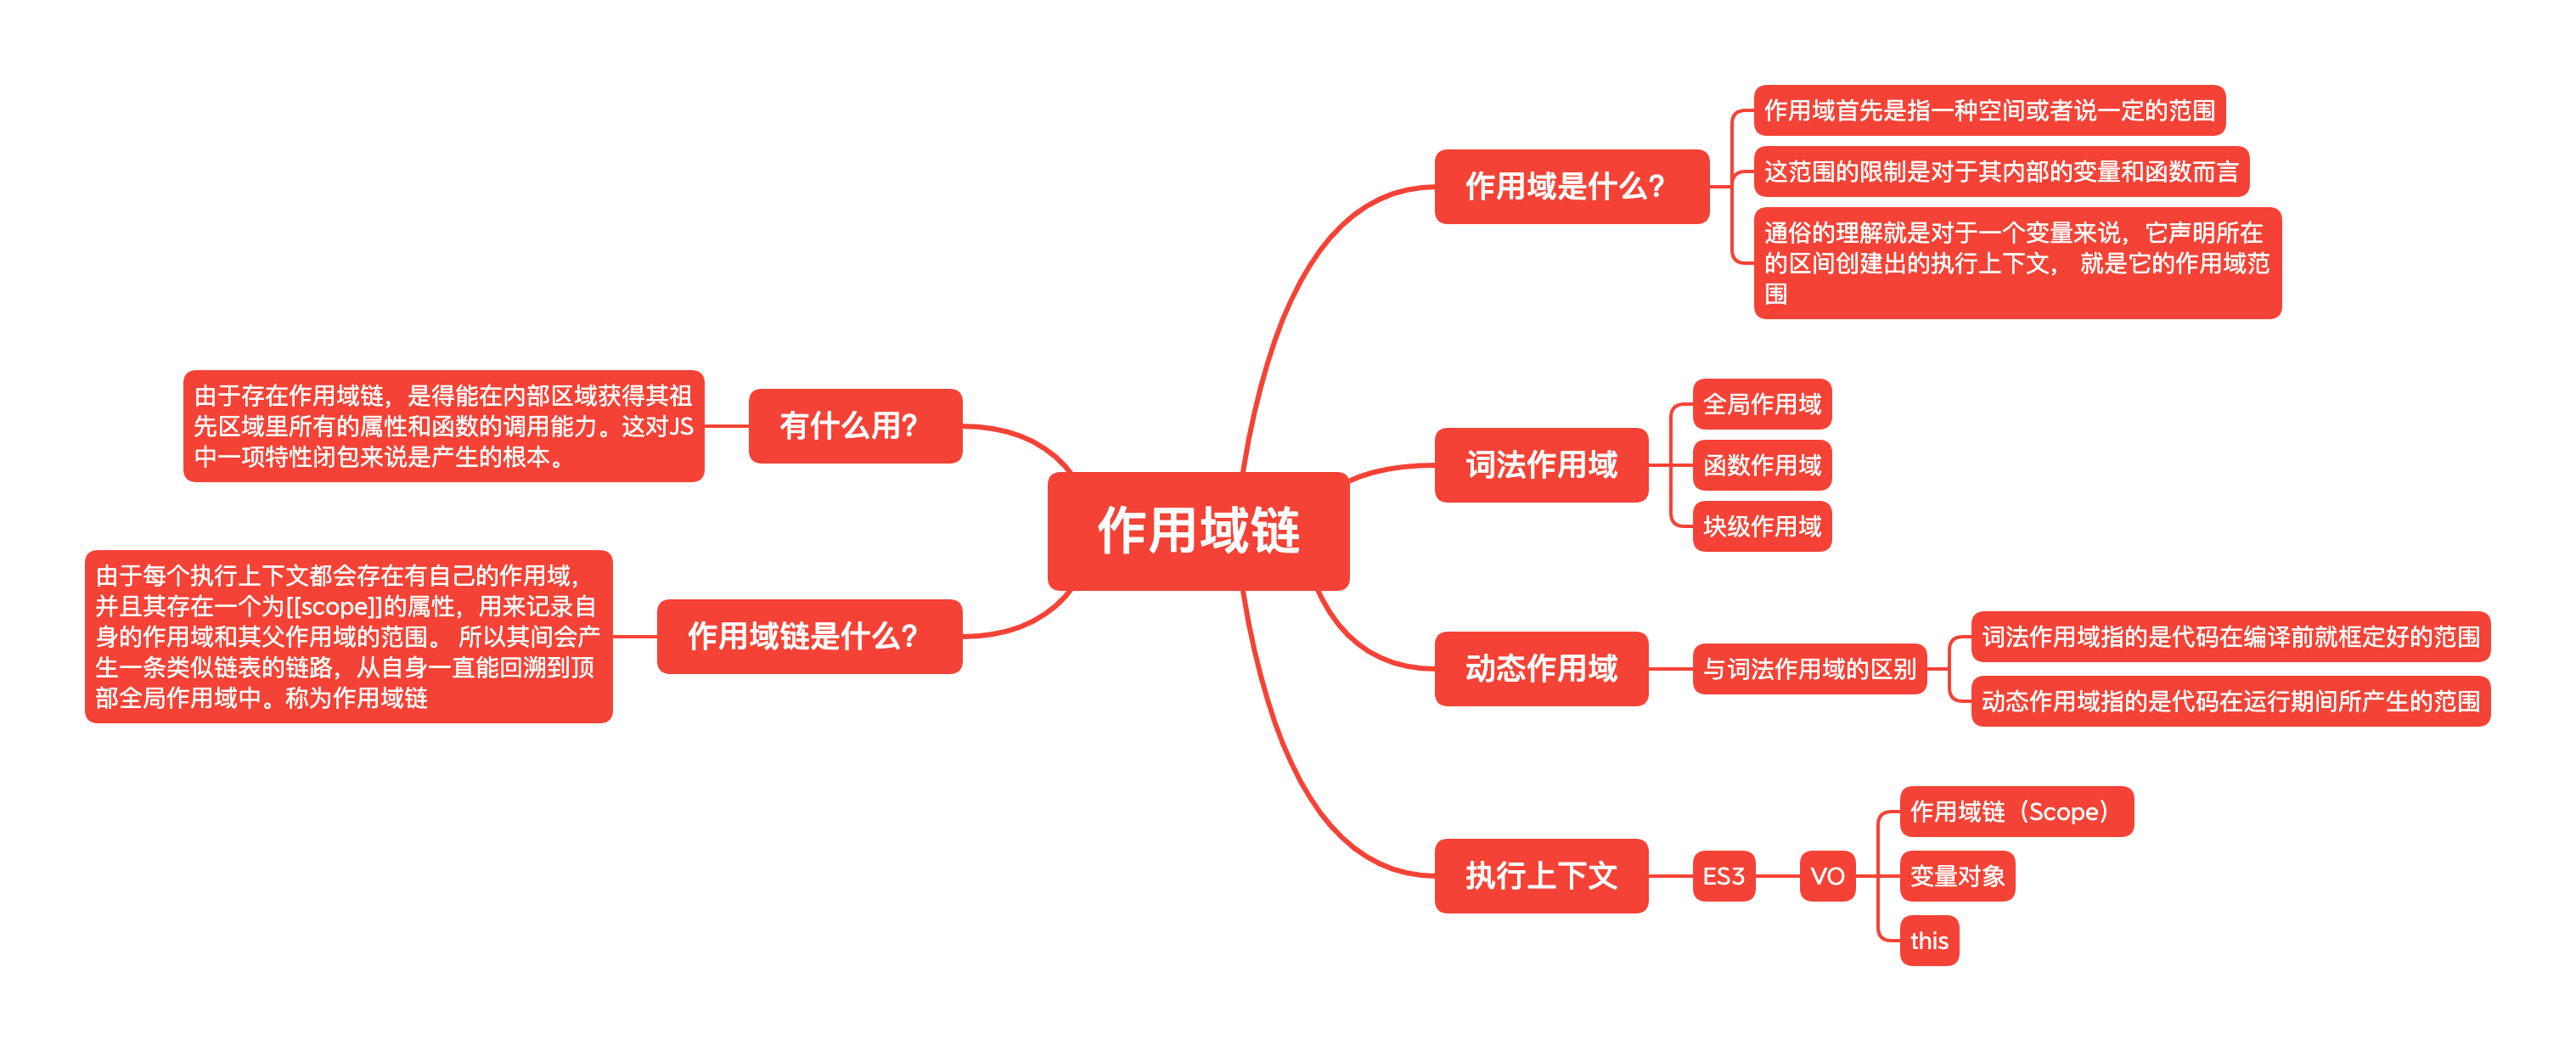 作用域链
作用域是什么？
作用域首先是指一种空间或者说一定的范围
这范围的限制是对于其内部的变量和函数而言
通俗的理解就是对于一个变量来说，它声明所在
的区间创建出的执行上下文， 就是它的作用域范
围
词法作用域
全局作用域
函数作用域
块级作用域
动态作用域
与词法作用域的区别
词法作用域指的是代码在编译前就框定好的范围
动态作用域指的是代码在运行期间所产生的范围
执行上下文
ES3
VO
作用域链（Scope）
变量对象
this
有什么用？
由于存在作用域链，是得能在内部区域获得其祖
先区域里所有的属性和函数的调用能力。这对JS
中一项特性闭包来说是产生的根本。
作用域链是什么？
由于每个执行上下文都会存在有自己的作用域，
并且其存在一个为[[scope]]的属性，用来记录自
身的作用域和其父作用域的范围。 所以其间会产
生一条类似链表的链路，从自身一直能回溯到顶
部全局作用域中。称为作用域链